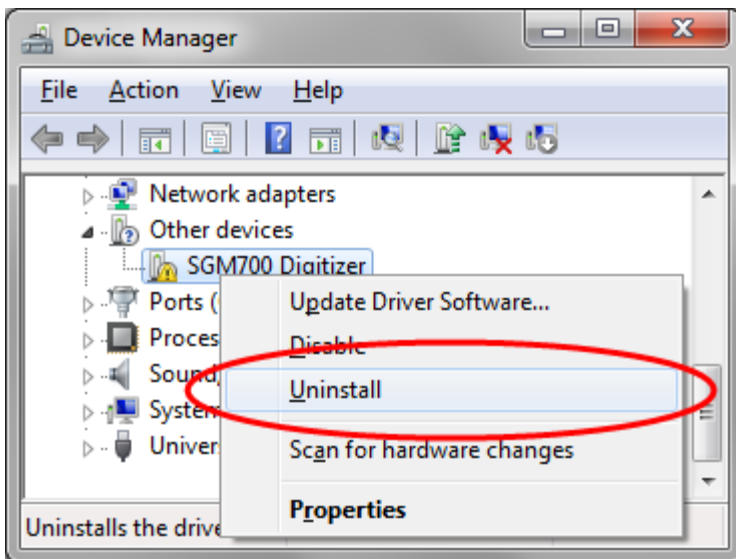 Device Manager
File Action View Help
Network adapters
Other devices
SGM700 Digitizer
Ports (
Update Driver Software...
Proces
Disable
Sound,
Uninstall
System
Univer
Scan for hardware changes
Properties
Uninstalls the drive